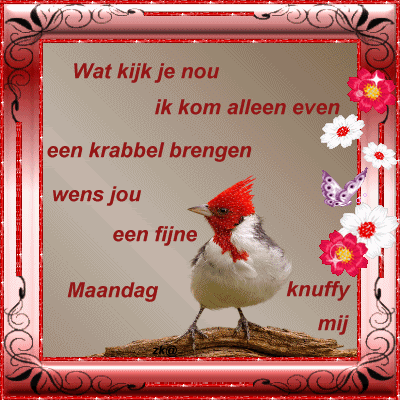 Wat kijk je nou
ik kom alleen even
een krabbel brengen
wens jou
een fijne
Maandag knuffy
mij